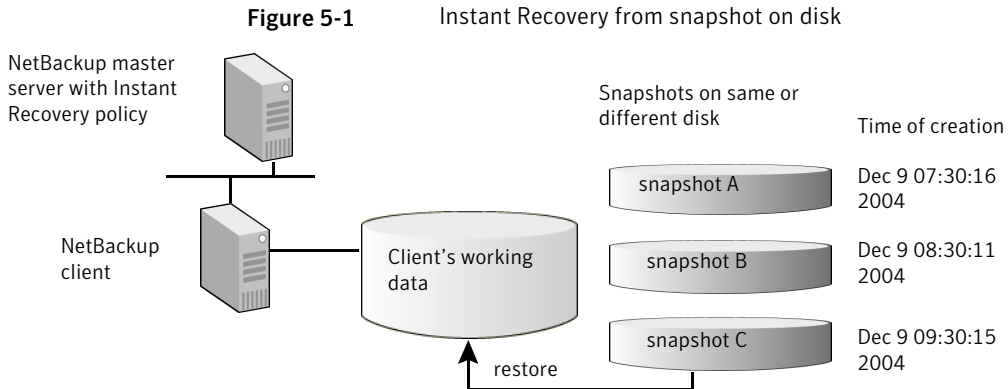 Figure 5-1 Instant Recovery from snapshot on disk
NetBackup master
server with Instant
Recovery policy
Snapshots on same or
different disk
Time of creation
snapshot A
Dec 9 07:30:16
2004
NetBackup
client
Client's working
data
snapshot B
Dec 9 08:30:11
2004
snapshot C
Dec 9 09:30:15
2004
restore